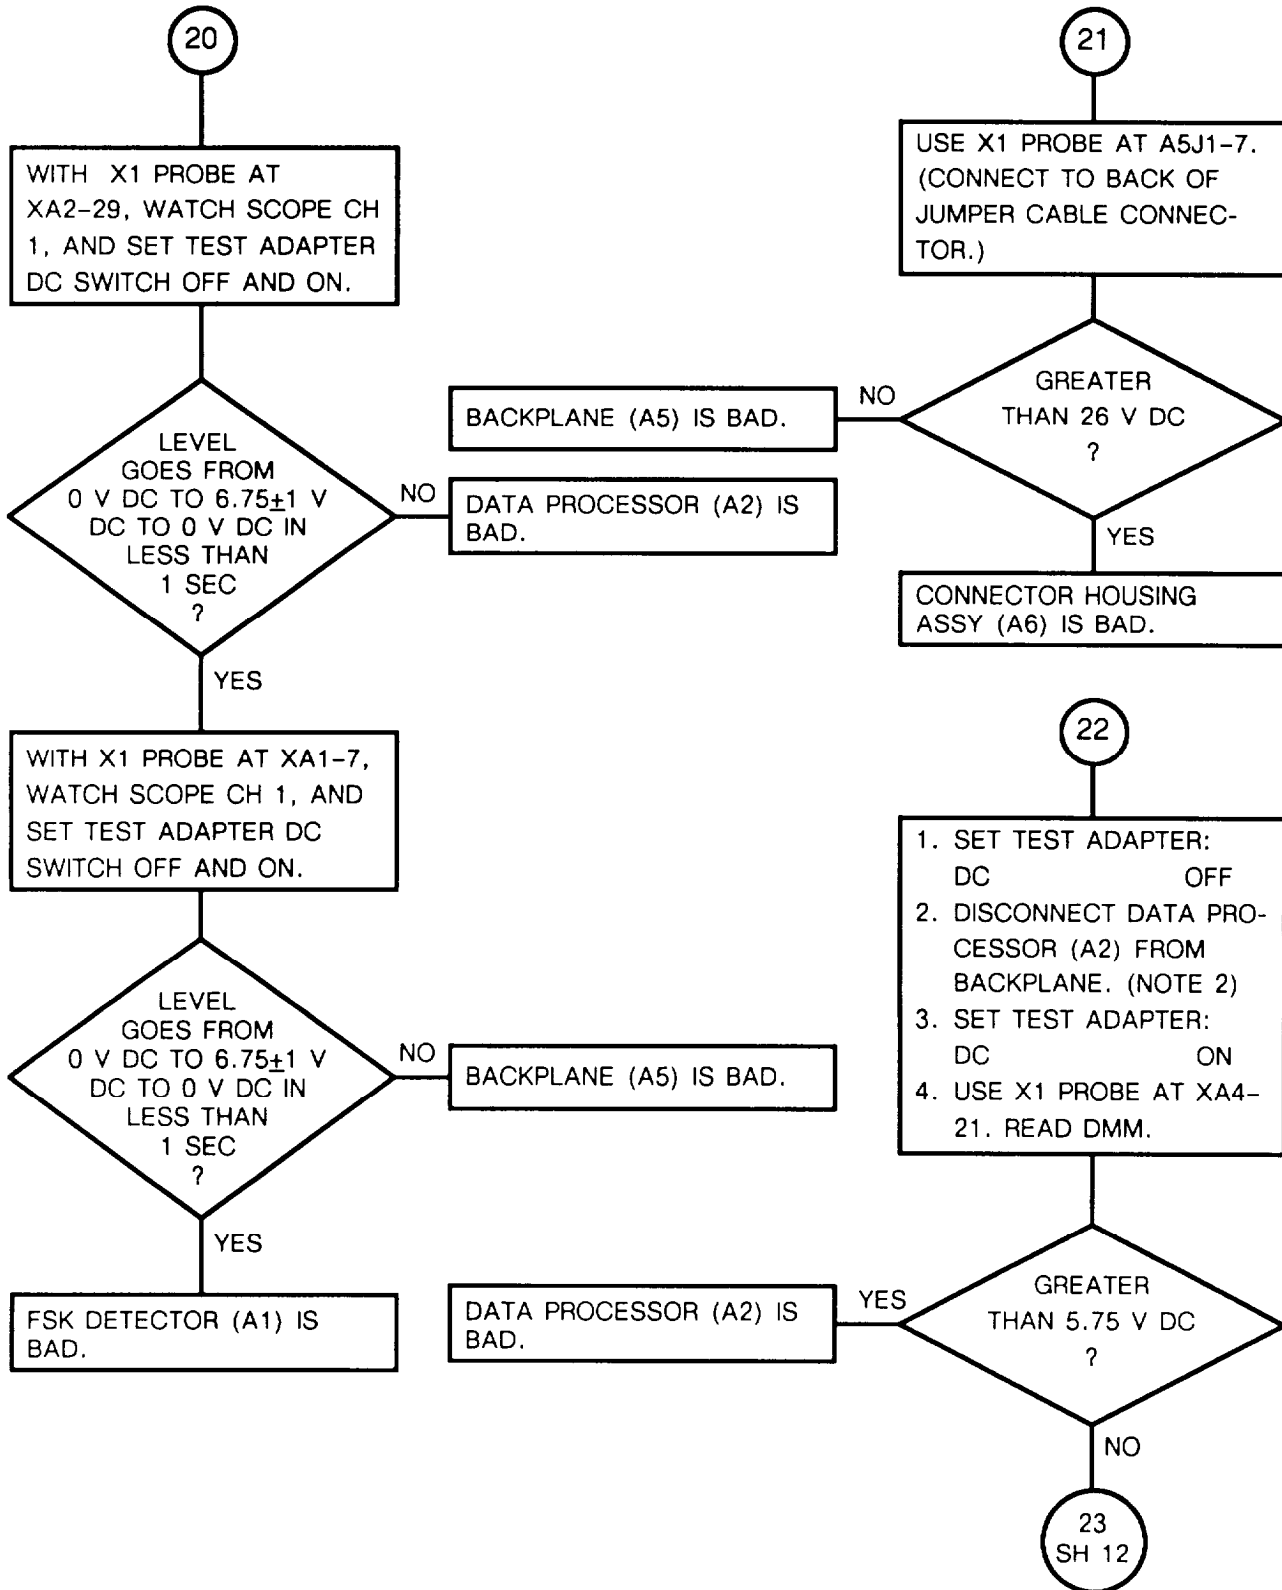 20
WITH X1 PROBE AT
XA2-29, WATCH SCOPE CH
1, AND SET TEST ADAPTER
DC SWITCH OFF AND ON.
LEVEL
GOES FROM
0 V DC TO 6.75±1 V
DC TO 0 V DC IN
LESS THAN
1 SEC
?
NO
DATA PROCESSOR (A2) IS
BAD.
YES
WITH X1 PROBE AT XA1-7,
WATCH SCOPE CH 1, AND
SET TEST ADAPTER DC
SWITCH OFF AND ON.
LEVEL
GOES FROM
0 V DC TO 6.75±1 V
DC TO 0 V DC IN
LESS THAN
1 SEC
?
NO
BACKPLANE (A5) IS BAD.
YES
FSK DETECTOR (A1) IS
BAD.
21
USE X1 PROBE AT A5J1-7.
(CONNECT TO BACK OF
JUMPER CABLE CONNEC-
TOR.)
GREATER
THAN 26 V DC
?
NO
BACKPLANE (A5) IS BAD.
YES
CONNECTOR HOUSING
ASSY (A6) IS BAD.
22
1. SET TEST ADAPTER:
DC OFF
2. DISCONNECT DATA PRO-
CESSOR (A2) FROM
BACKPLANE. (NOTE 2)
3. SET TEST ADAPTER:
DC ON
4. USE X1 PROBE AT XA4-
21. READ DMM.
GREATER
THAN 5.75 V DC
?
YES
DATA PROCESSOR (A2) IS
BAD.
NO
23
SH 12